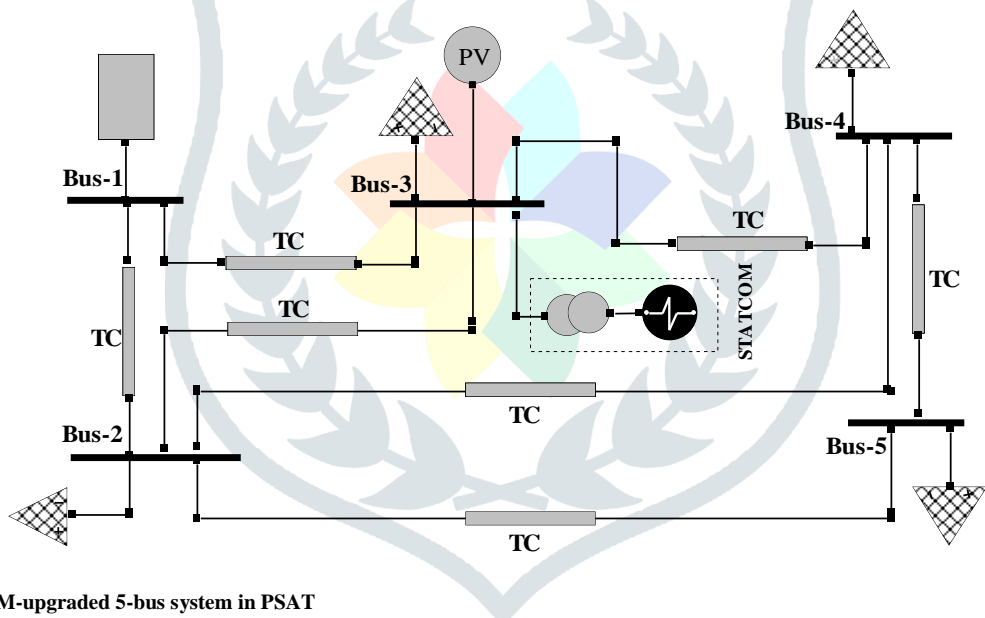 PV
Bus-4
Bus-1
Bus-3
TC
TC
TC
STATCOM
TC
TC
TC
Bus-2
Bus-5
TC
M-upgraded 5-bus system in PSAT